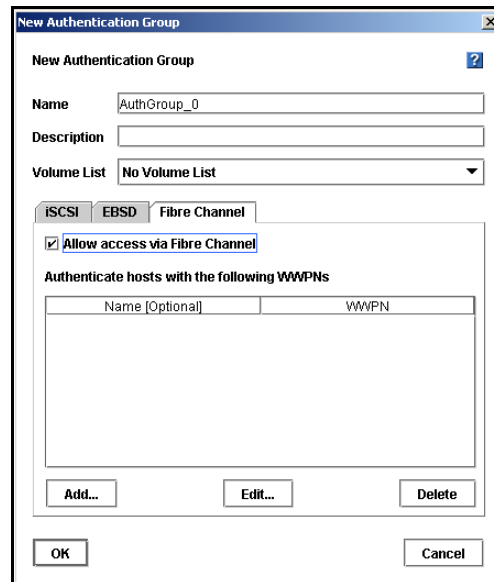 New Authentication Group
New Authentication Group ?
Name AuthGroup_0
Description
Volume List No Volume List
iSCSI EBSD Fibre Channel
Allow access via Fibre Channel
Authenticate hosts with the following WWPNs
Name [Optional] WWPN
Add... Edit... Delete
OK Cancel